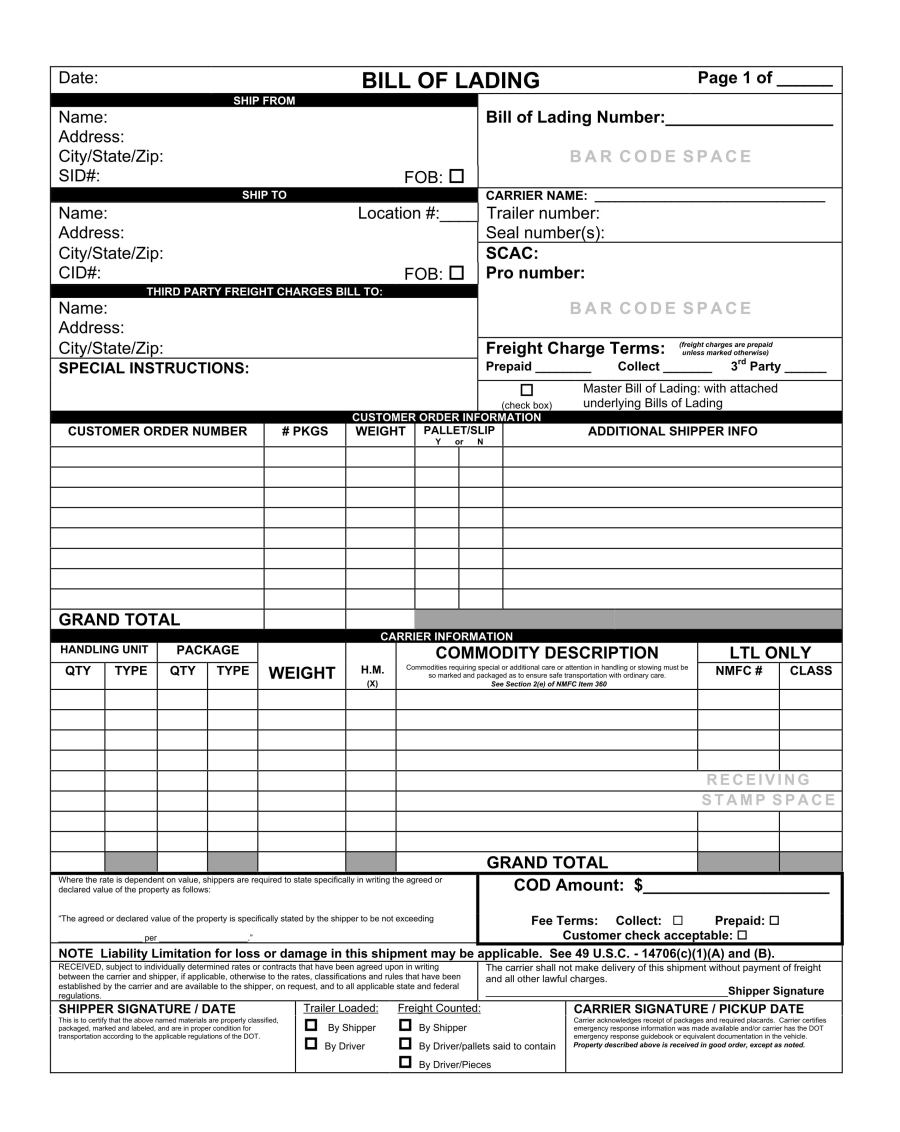 Date:
BILL OF LADING
Page 1 of ______
SHIP FROM
Name:
Address:
City/State/Zip:
SID#:
FOB: ☐
Bill of Lading Number:__________________
BAR CODE SPACE
SHIP TO
Name:
Location #:____
Address:
City/State/Zip:
CID#:
FOB: ☐
CARRIER NAME: ______________________________
Trailer number:
Seal number(s):
SCAC:
Pro number:
BAR CODE SPACE
THIRD PARTY FREIGHT CHARGES BILL TO:
Name:
Address:
City/State/Zip:
SPECIAL INSTRUCTIONS:
Freight Charge Terms:
(freight charges are prepaid
unless marked otherwise)
Prepaid ________ Collect _______ 3rd Party ______
☐
(check box)
Master Bill of Lading: with attached
underlying Bills of Lading
CUSTOMER ORDER INFORMATION
CUSTOMER ORDER NUMBER
# PKGS
WEIGHT
PALLET/SLIP
Y or N
ADDITIONAL SHIPPER INFO
GRAND TOTAL
CARRIER INFORMATION
HANDLING UNIT
PACKAGE
COMMODITY DESCRIPTION
LTL ONLY
QTY
TYPE
QTY
TYPE
WEIGHT
H.M.
(X)
Commodities requiring special or additional care or attention in handling or stowing must be
so marked and packaged as to ensure safe transportation with ordinary care.
See Section 2(e) of NMFC Item 360
NMFC #
CLASS
RECEIVING
STAMP SPACE
GRAND TOTAL
Where the rate is dependent on value, shippers are required to state specifically in writing the agreed or
declared value of the property as follows:
“The agreed or declared value of the property is specifically stated by the shipper to be not exceeding
__________________ per ___________________.”
COD Amount: $____________________
Fee Terms: Collect: ☐ Prepaid: ☐
Customer check acceptable: ☐
NOTE Liability Limitation for loss or damage in this shipment may be applicable. See 49 U.S.C. - 14706(c)(1)(A) and (B).
RECEIVED, subject to individually determined rates or contracts that have been agreed upon in writing
between the carrier and shipper, if applicable, otherwise to the rates, classifications and rules that have been
established by the carrier and are available to the shipper, on request, and to all applicable state and federal
regulations.
The carrier shall not make delivery of this shipment without payment of freight
and all other lawful charges.
_______________________________________Shipper Signature
SHIPPER SIGNATURE / DATE
This is to certify that the above named materials are properly classified,
packaged, marked and labeled, and are in proper condition for
transportation according to the applicable regulations of the DOT.
Trailer Loaded:
☐ By Shipper
☐ By Driver
Freight Counted:
☐ By Shipper
☐ By Driver/pallets said to contain
☐ By Driver/Pieces
CARRIER SIGNATURE / PICKUP DATE
Carrier acknowledges receipt of packages and required placards. Carrier certifies
emergency response information was made available and/or carrier has the DOT
emergency response guidebook or equivalent documentation in the vehicle.
Property described above is received in good order, except as noted.